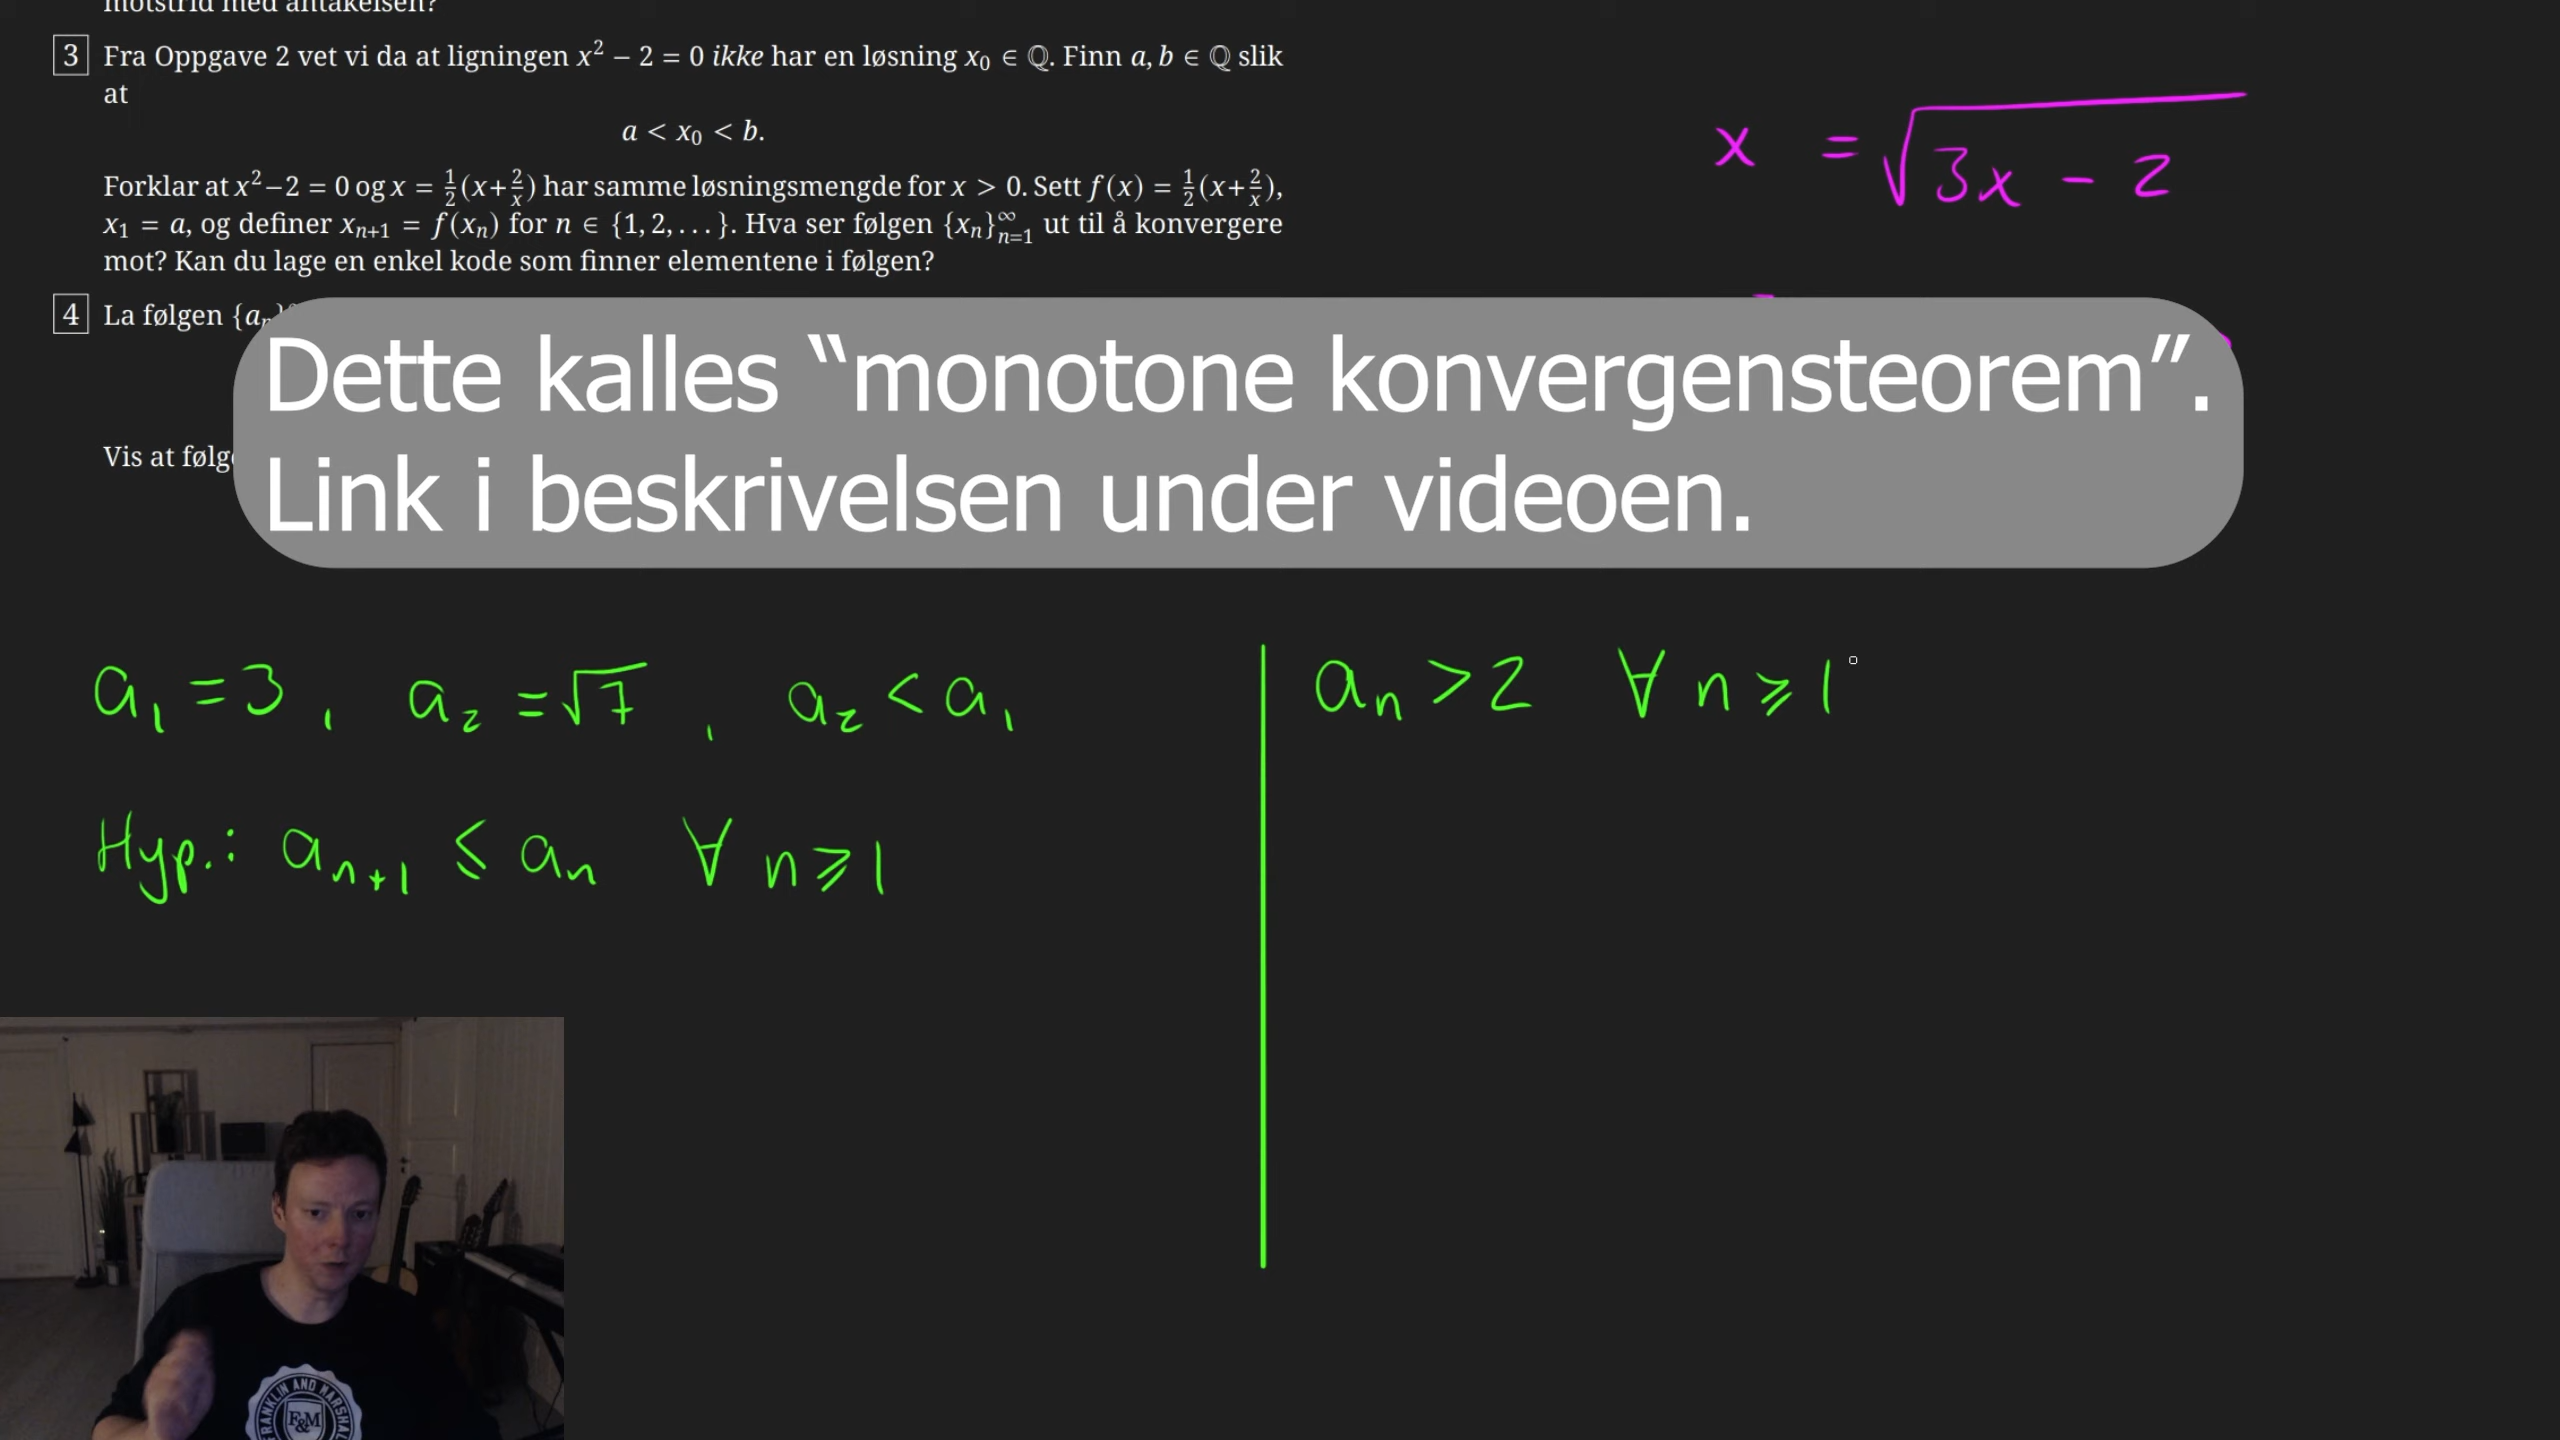 motstrid med antakelsen?
3 Fra Oppgave 2 vet vi da at ligningen x² − 2 = 0 ikke har en løsning x₀ ∈ ℚ. Finn a, b ∈ ℚ slik
at
a < x₀ < b.
Forklar at x² − 2 = 0 og x = ½(x + 2/x) har samme løsningsmengde for x > 0. Sett f(x) = ½(x + 2/x),
x₁ = a, og definer xₙ₊₁ = f(xₙ) for n ∈ {1, 2, . . . }. Hva ser følgen {xₙ}ₙ₌₁^∞ ut til å konvergere
mot? Kan du lage en enkel kode som finner elementene i følgen?
x = √(3x − 2)
4 La følgen {aₙ}
Dette kalles “monotone konvergensteorem”.
Vis at
Link i beskrivelsen under videoen.
a₁ = 3, a₂ = √7, a₂ < a₁
aₙ > 2 ∀ n ⩾ 1
Hyp.: aₙ₊₁ ≤ aₙ ∀ n ⩾ 1
FRANKLIN AND MARSHAL
F&M